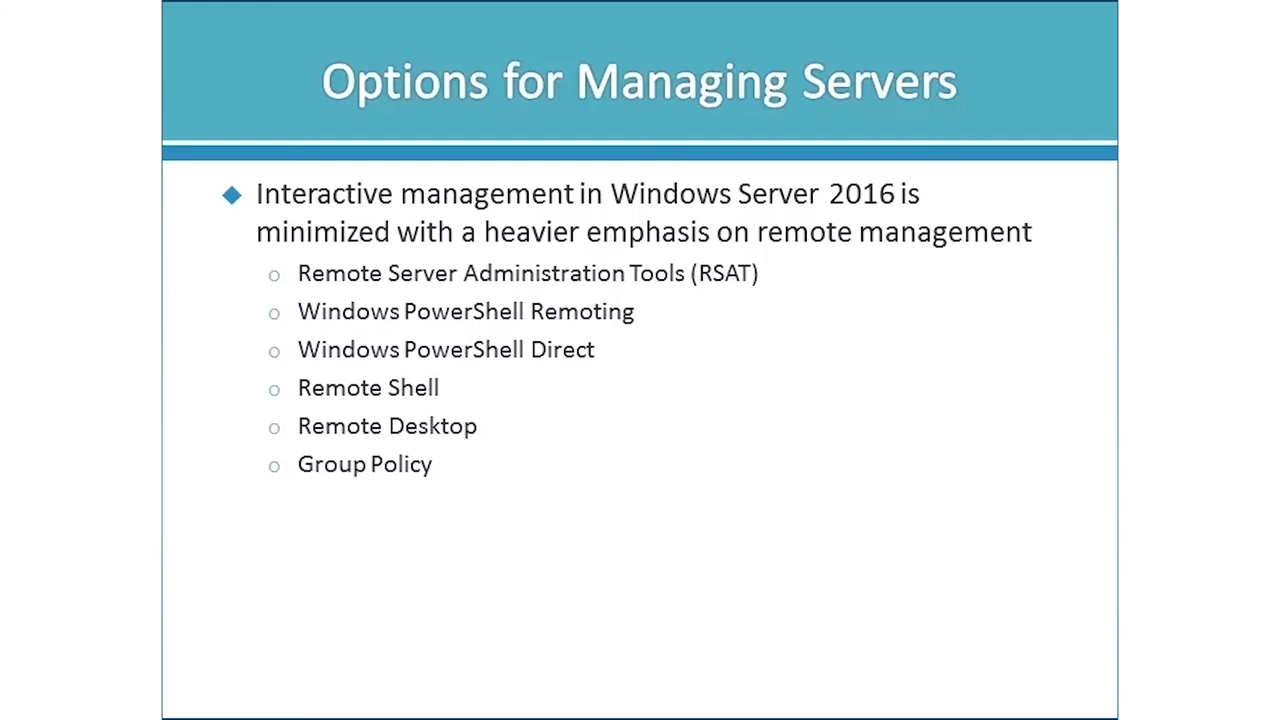 Options for Managing Servers
Interactive management in Windows Server 2016 is
minimized with a heavier emphasis on remote management
Remote Server Administration Tools (RSAT)
Windows PowerShell Remoting
Windows PowerShell Direct
Remote Shell
Remote Desktop
Group Policy